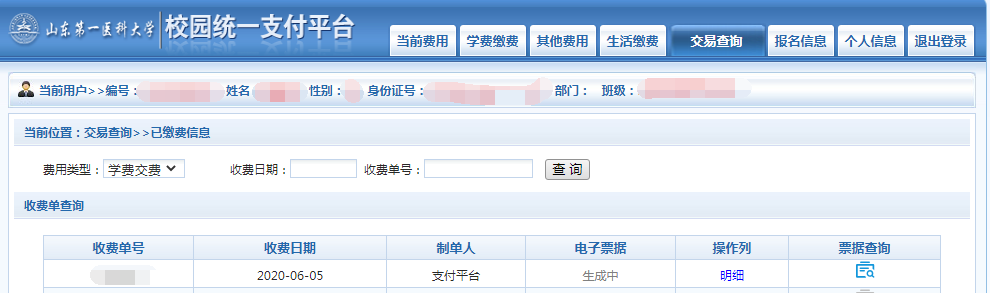 山东第一医科大学 校园统一支付平台
当前费用 学费缴费 其他费用 生活缴费 交易查询 报名信息 个人信息 退出登录
当前用户>>编号： 姓名 性别： 身份证号： 部门： 班级：
当前位置：交易查询>>已缴费信息
费用类型：学费交费 收费日期： 收费单号： 查 询
收费单查询
收费单号 收费日期 制单人 电子票据 操作列 票据查询
2020-06-05 支付平台 生成中 明细